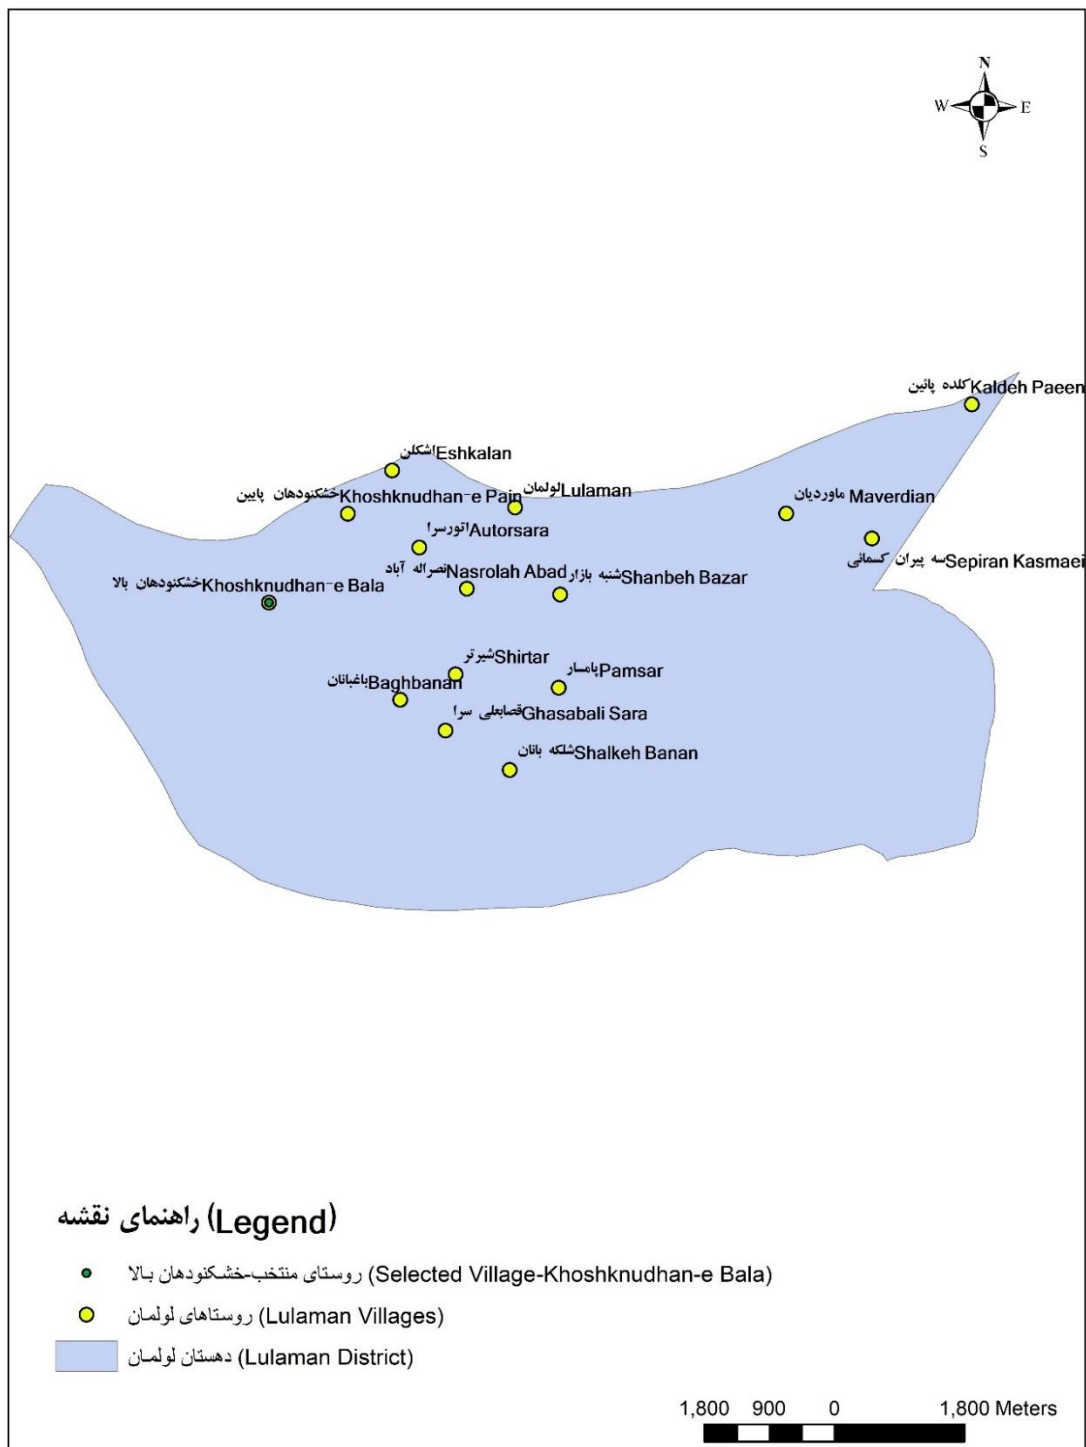 N
W E
S
کلده پائین Kaldeh Paeen
اشکلن Eshkalan
خشکنودهان پایین Khoshknudhan-e Pain
لولمان Lulaman
ماوردیان Maverdian
اتورسرا Autorsara
سه پیران کسمائی Sepiran Kasmaei
نصراله آباد Nasrolah Abad
شنبه بازار Shanbeh Bazar
خشکنودهان بالا Khoshknudhan-e Bala
شیرتر Shirtar
پامسار Pamsar
باغبانان Baghbanan
قصابعلی سرا Ghasabali Sara
شلکه بانان Shalkeh Banan
راهنمای نقشه (Legend)
روستای منتخب-خشکنودهان بالا (Selected Village-Khoshknudhan-e Bala)
روستاهای لولمان (Lulaman Villages)
دهستان لولمان (Lulaman District)
1,800 900 0 1,800 Meters